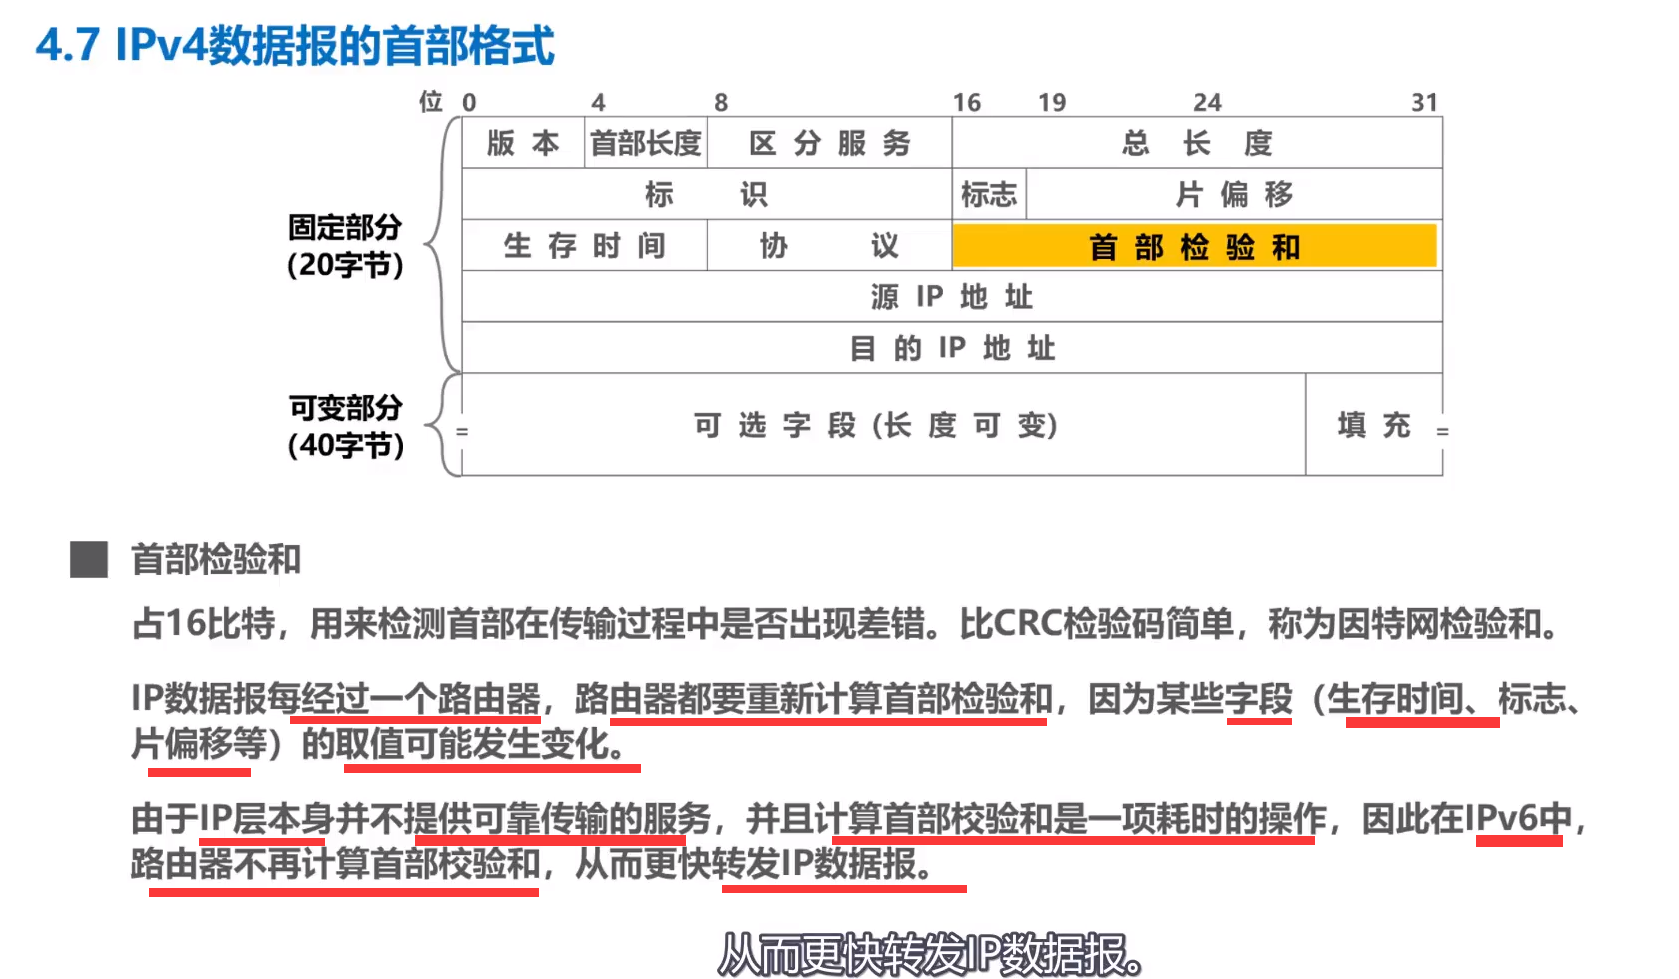 4.7 IPv4数据报的首部格式
位 0 4 8 16 19 24 31
版 本 首部长度 区 分 服 务 总 长 度
标 识 标志 片 偏 移
固定部分
(20字节)
生 存 时 间 协 议 首 部 检 验 和
源 IP 地 址
目 的 IP 地 址
可变部分
(40字节)
= 可 选 字 段 (长 度 可 变) 填 充 =
首部检验和
占16比特，用来检测首部在传输过程中是否出现差错。比CRC检验码简单，称为因特网检验和。
IP数据报每经过一个路由器，路由器都要重新计算首部检验和，因为某些字段（生存时间、标志、
片偏移等）的取值可能发生变化。
由于IP层本身并不提供可靠传输的服务，并且计算首部校验和是一项耗时的操作，因此在IPv6中，
路由器不再计算首部校验和，从而更快转发IP数据报。
从而更快转发IP数据报。